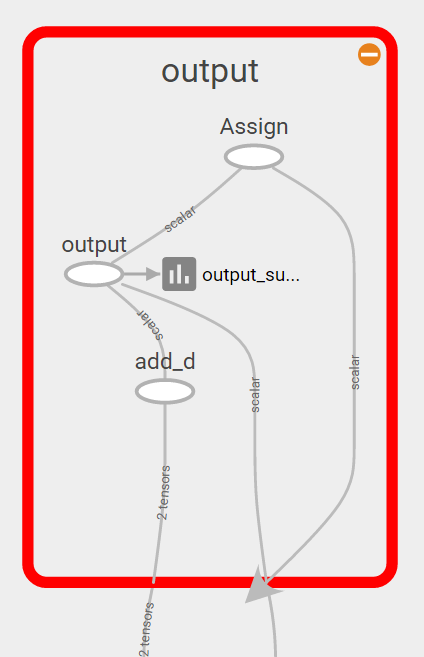 output
Assign
scalar
output
output_su...
scalar
add_d
scalar
scalar
2 tensors
2 tensors